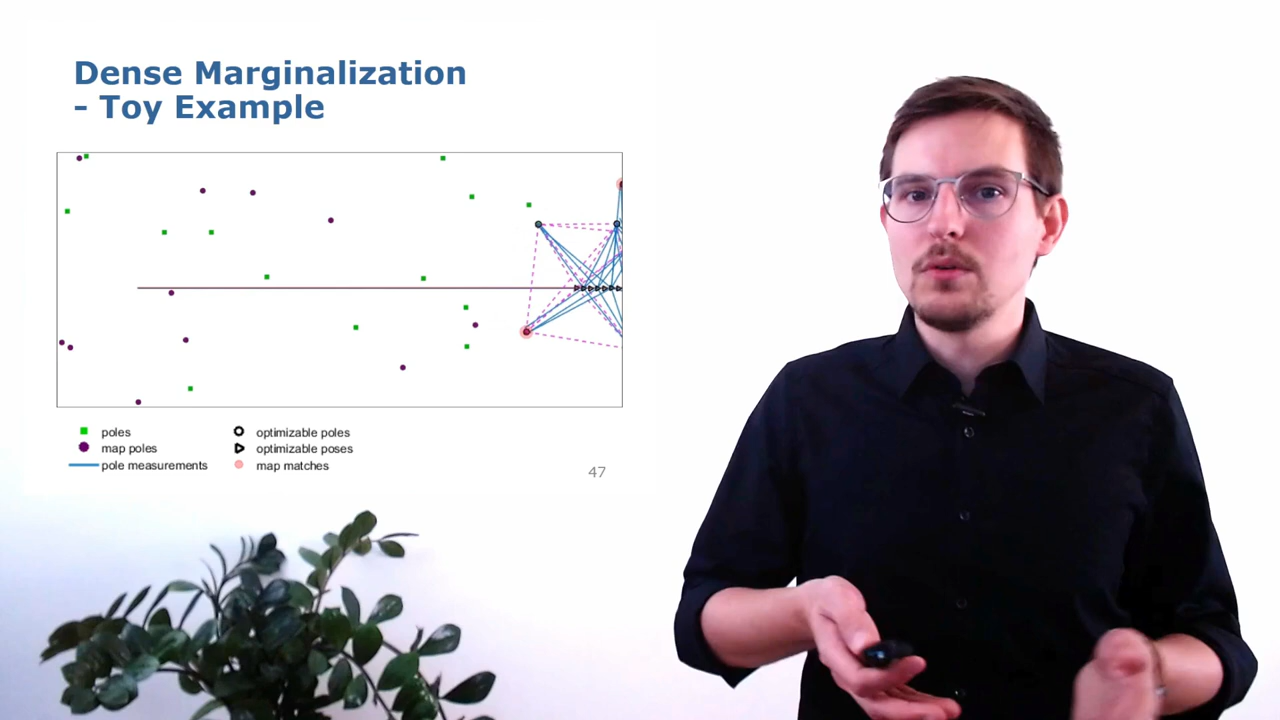 Dense Marginalization
- Toy Example
poles
map poles
pole measurements
optimizable poles
optimizable poses
map matches
47